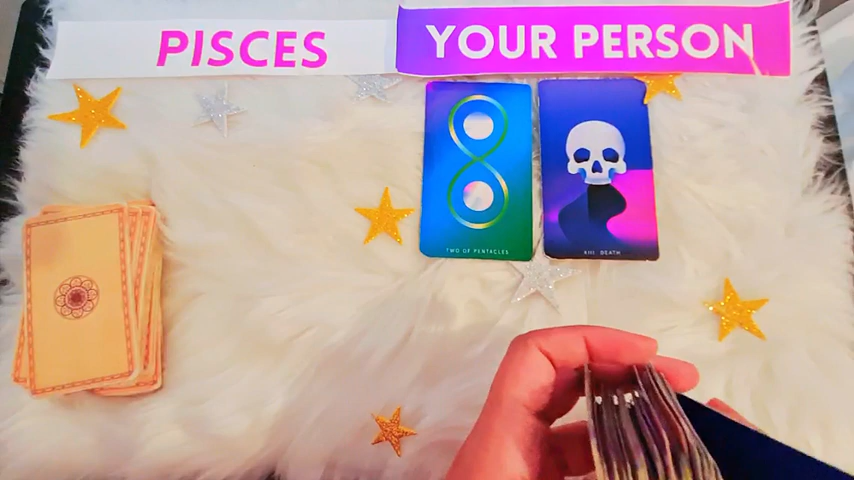 PISCES
YOUR PERSON
TWO OF PENTACLES
XIII DEATH